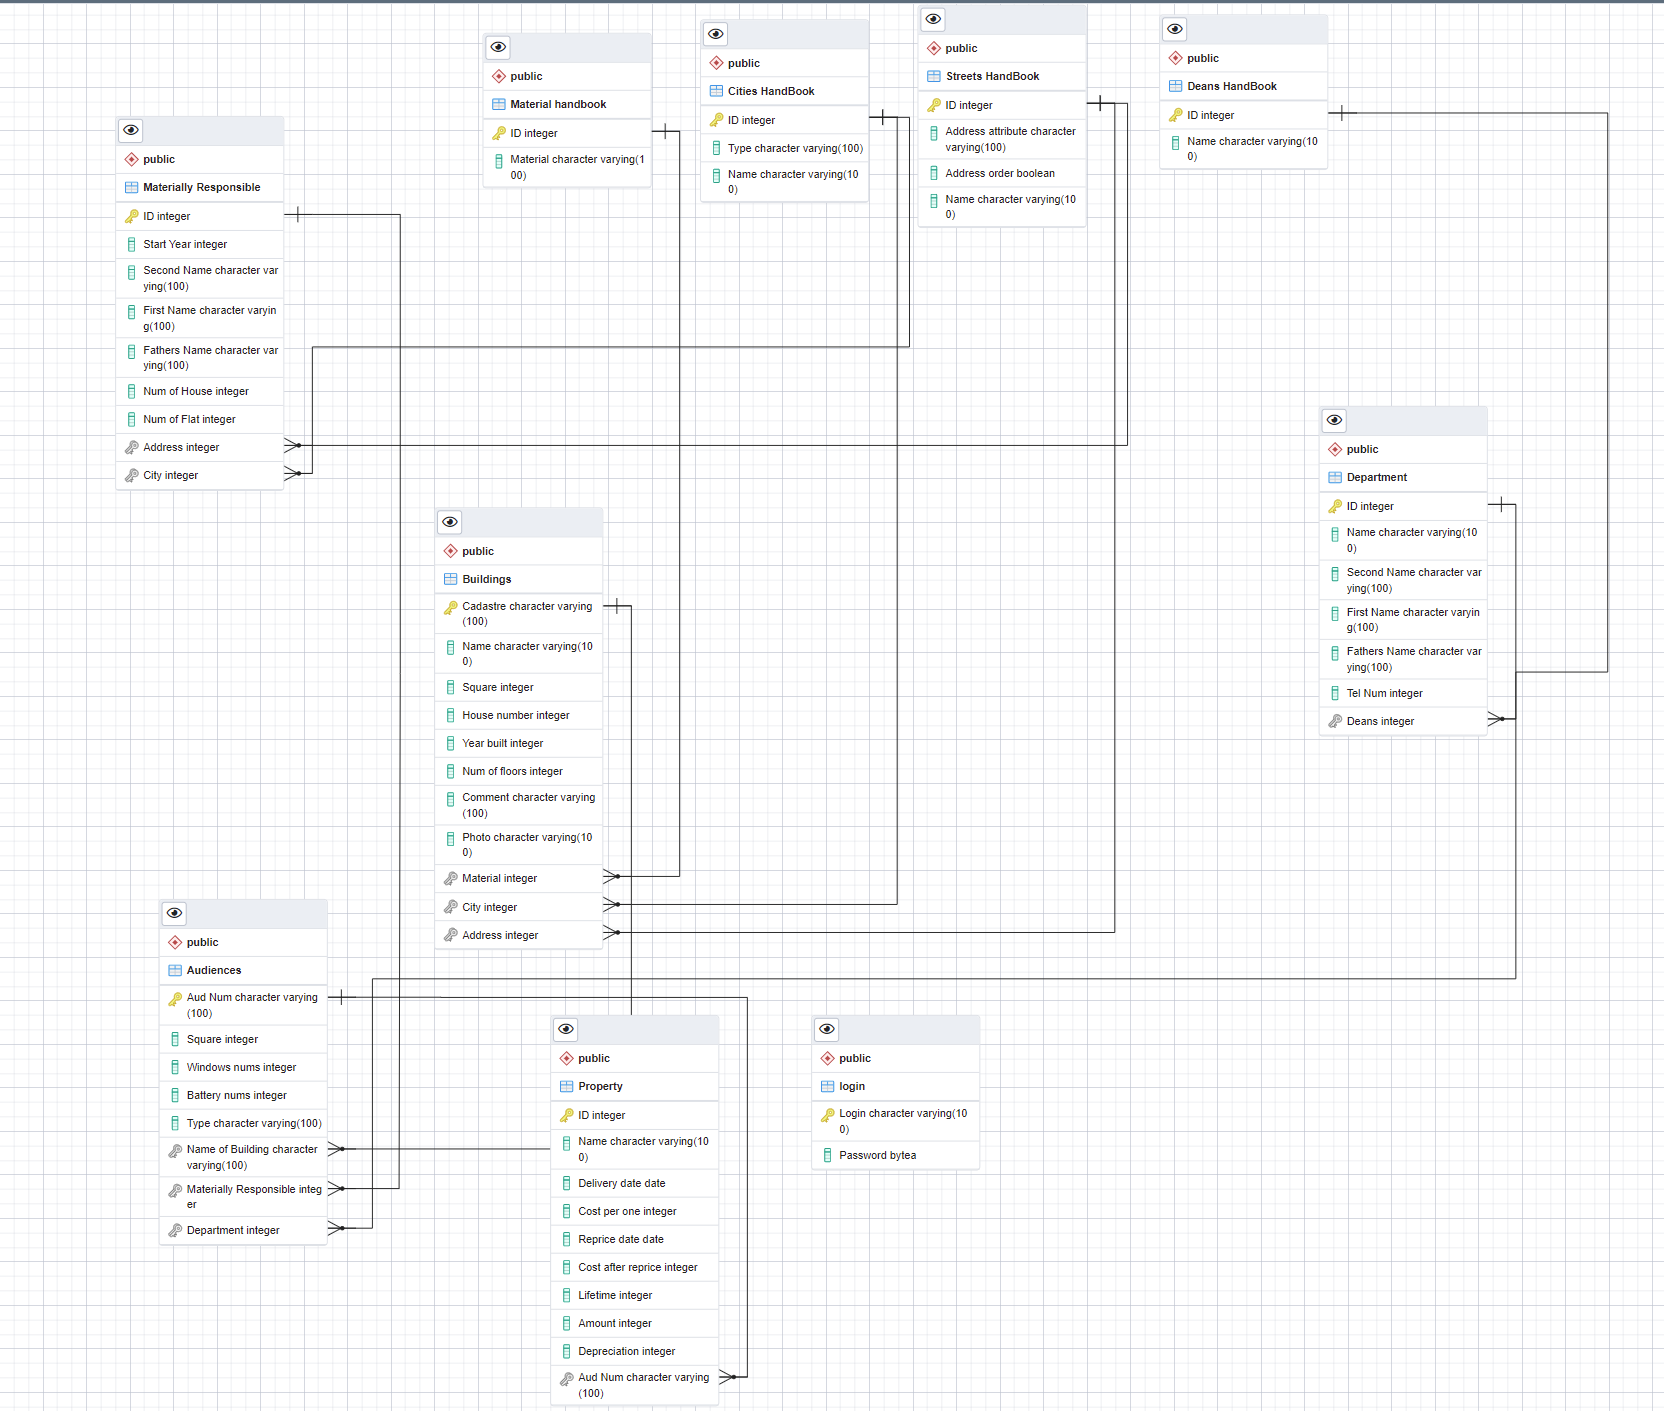 public
Material handbook
ID integer
Material character varying(1
00)
public
Cities HandBook
ID integer
Type character varying(100)
Name character varying(10
0)
public
Streets HandBook
ID integer
Address attribute character
varying(100)
Address order boolean
Name character varying(10
0)
public
Deans HandBook
ID integer
Name character varying(10
0)
public
Materially Responsible
ID integer
Start Year integer
Second Name character var
ying(100)
First Name character varyin
g(100)
Fathers Name character var
ying(100)
Num of House integer
Num of Flat integer
Address integer
City integer
public
Department
ID integer
Name character varying(10
0)
Second Name character var
ying(100)
First Name character varyin
g(100)
Fathers Name character var
ying(100)
Tel Num integer
Deans integer
public
Buildings
Cadastre character varying
(100)
Name character varying(10
0)
Square integer
House number integer
Year built integer
Num of floors integer
Comment character varying
(100)
Photo character varying(10
0)
Material integer
City integer
Address integer
public
Audiences
Aud Num character varying
(100)
Square integer
Windows nums integer
Battery nums integer
Type character varying(100)
Name of Building character
varying(100)
Materially Responsible integ
er
Department integer
public
Property
ID integer
Name character varying(10
0)
Delivery date date
Cost per one integer
Reprice date date
Cost after reprice integer
Lifetime integer
Amount integer
Depreciation integer
Aud Num character varying
(100)
public
login
Login character varying(10
0)
Password bytea